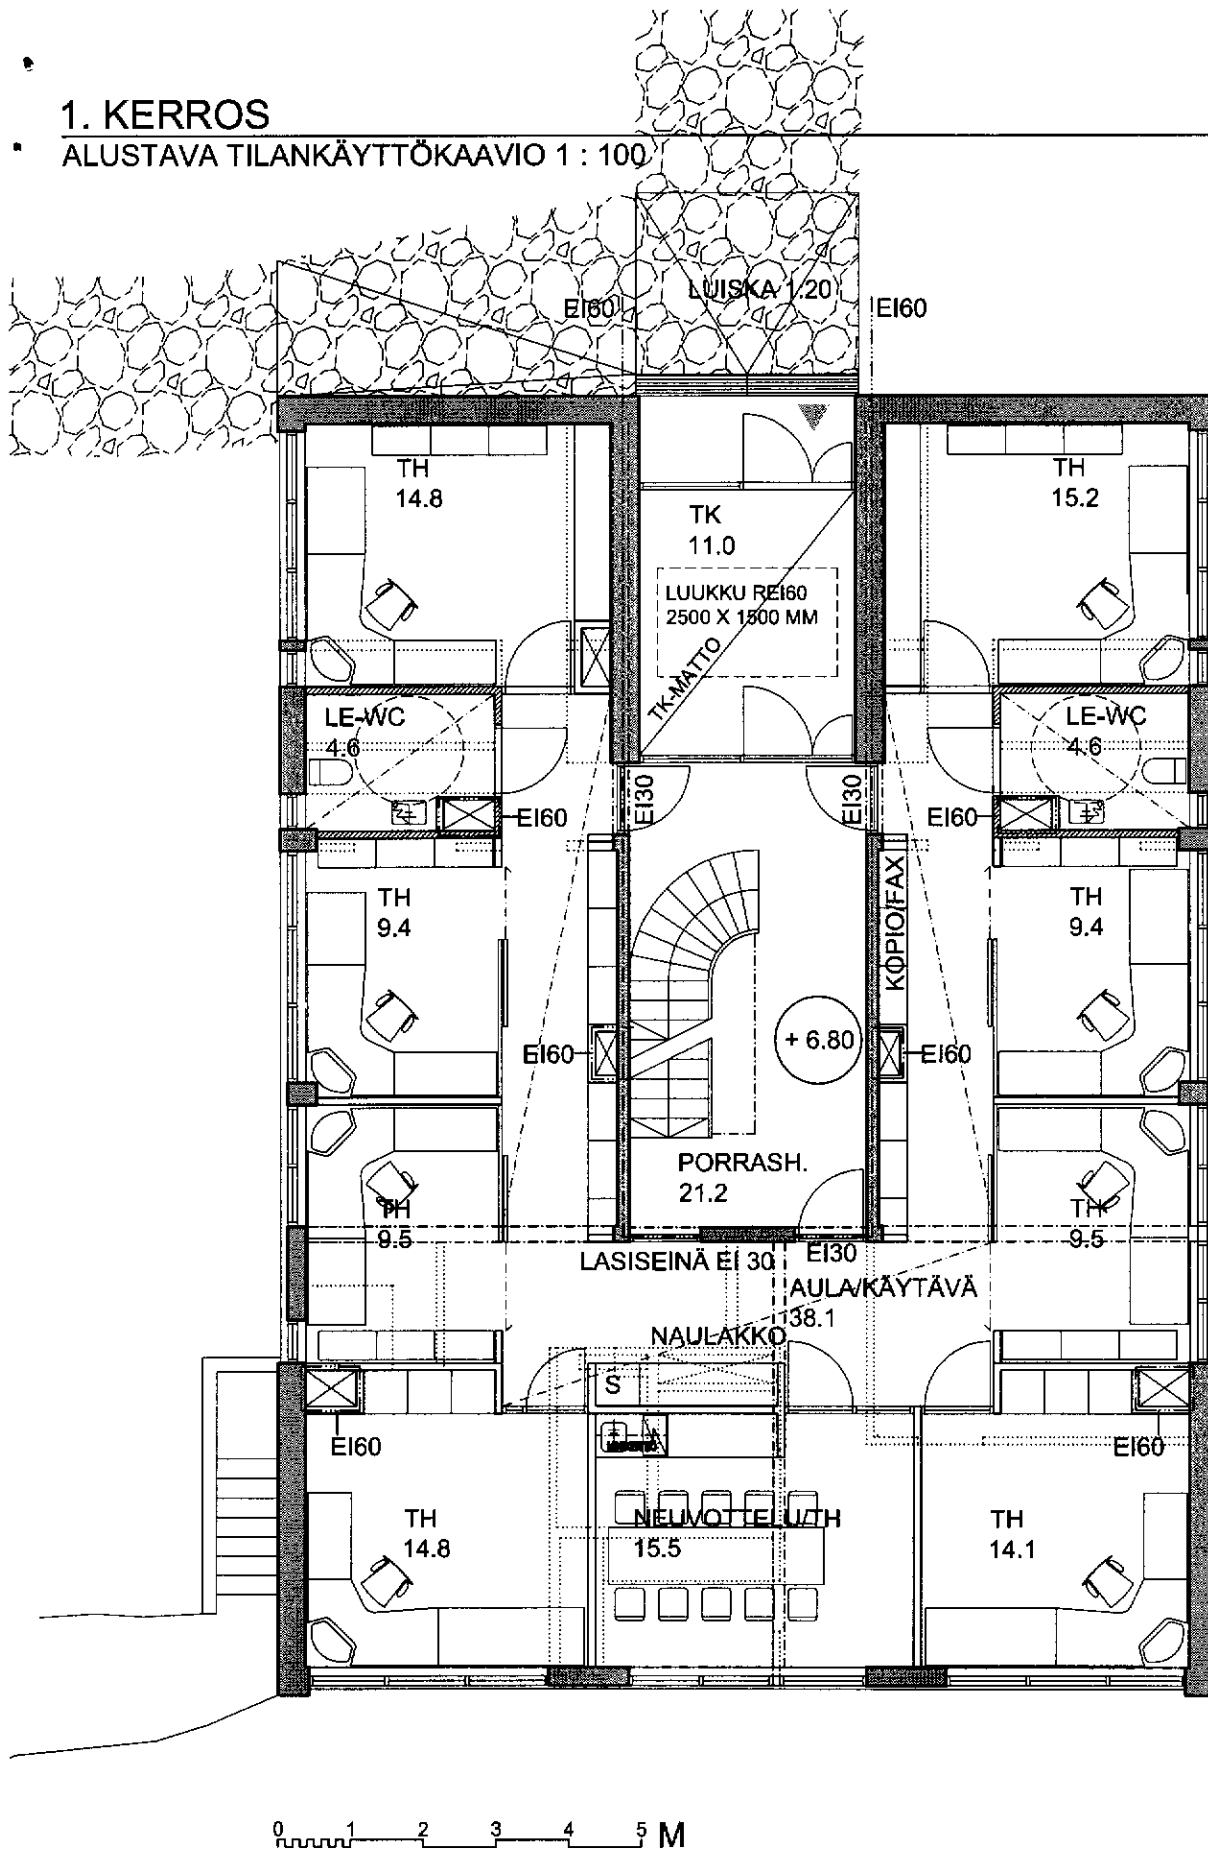 1. KERROS
ALUSTAVA TILANKÄYTTÖKAAVIO 1 : 100
LUISKA 1:20
EI60
EI60
TH
14.8
TH
15.2
TK
11.0
LUUKKU REI60
2500 X 1500 MM
TK-MATTO
LE-WC
4.6
LE-WC
4.6
EI30
EI30
EI60
EI60
TH
9.4
KOPIO/FAX
TH
9.4
+ 6.80
EI60
EI60
PORRASH.
21.2
TH
9.5
TH
9.5
LASISEINÄ EI 30
EI30
AULA/KÄYTÄVÄ
38.1
NAULAKKO
S
EI60
EI60
TH
14.8
NEUVOTTELU/TH
15.5
TH
14.1
0 1 2 3 4 5 M